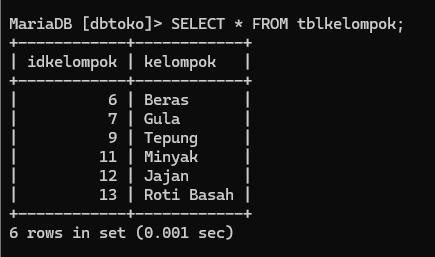 MariaDB [dbtoko]> SELECT * FROM tblkelompok;
+------------+------------+
| idkelompok | kelompok   |
+------------+------------+
|          6 | Beras      |
|          7 | Gula       |
|          9 | Tepung     |
|         11 | Minyak     |
|         12 | Jajan      |
|         13 | Roti Basah |
+------------+------------+
6 rows in set (0.001 sec)